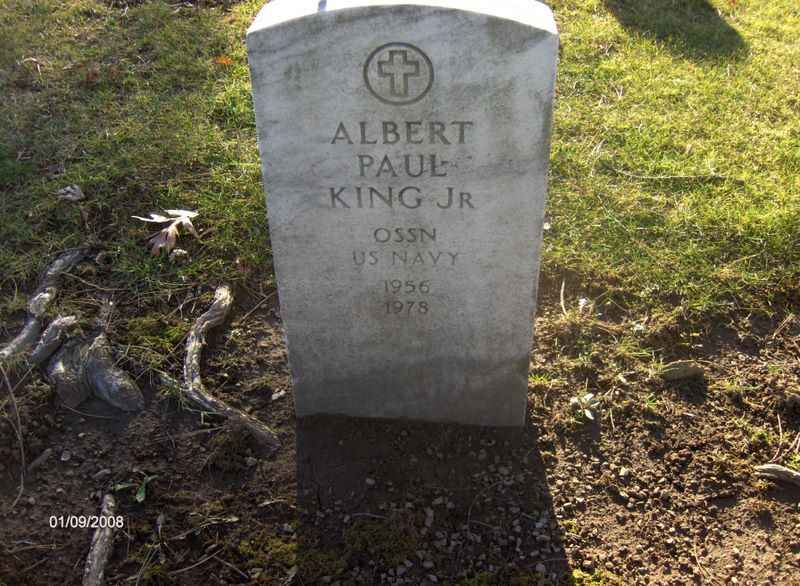 ALBERT
PAUL
KING JR
OSSN
US NAVY
1956
1978
01/09/2008